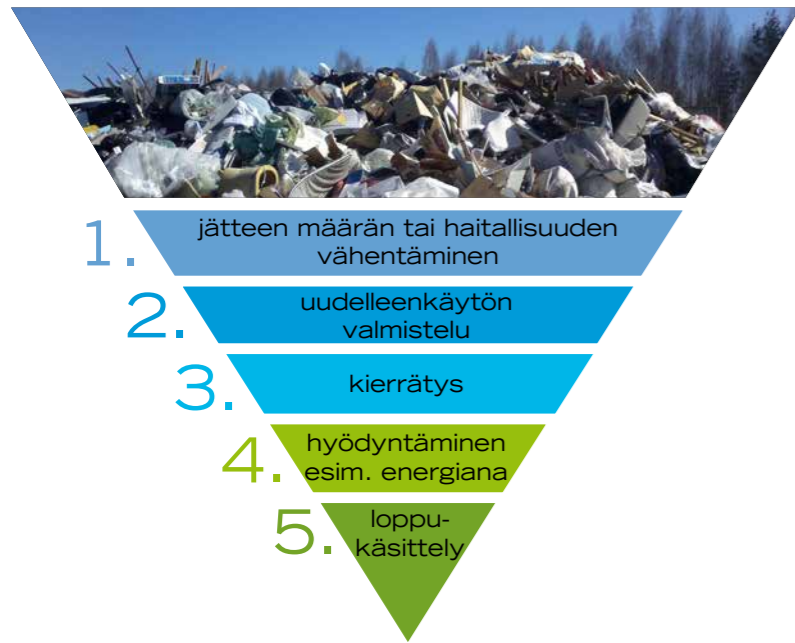 1. jätteen määrän tai haitallisuuden
vähentäminen
2. uudelleenkäytön
valmistelu
3. kierrätys
4. hyödyntäminen
esim. energiana
5. loppu-
käsittely